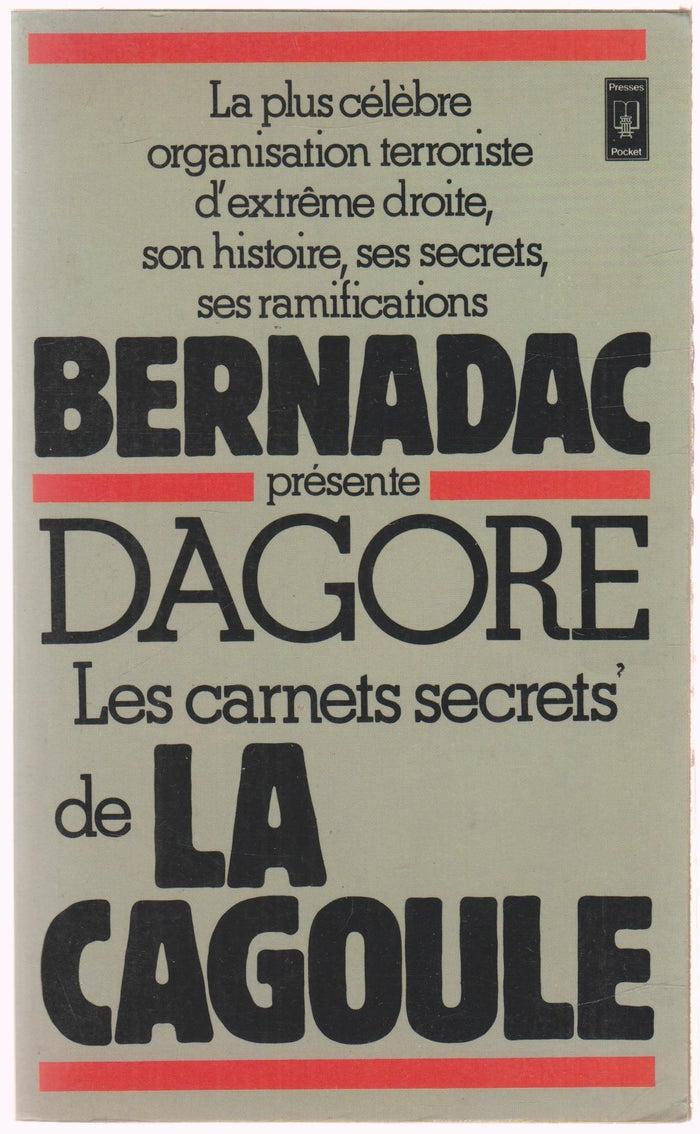 La plus célèbre
organisation terroriste
d'extrême droite,
son histoire, ses secrets,
ses ramifications
Presses
Pocket
BERNADAC
présente
DAGORE
Les carnets secrets
de LA
CAGOULE